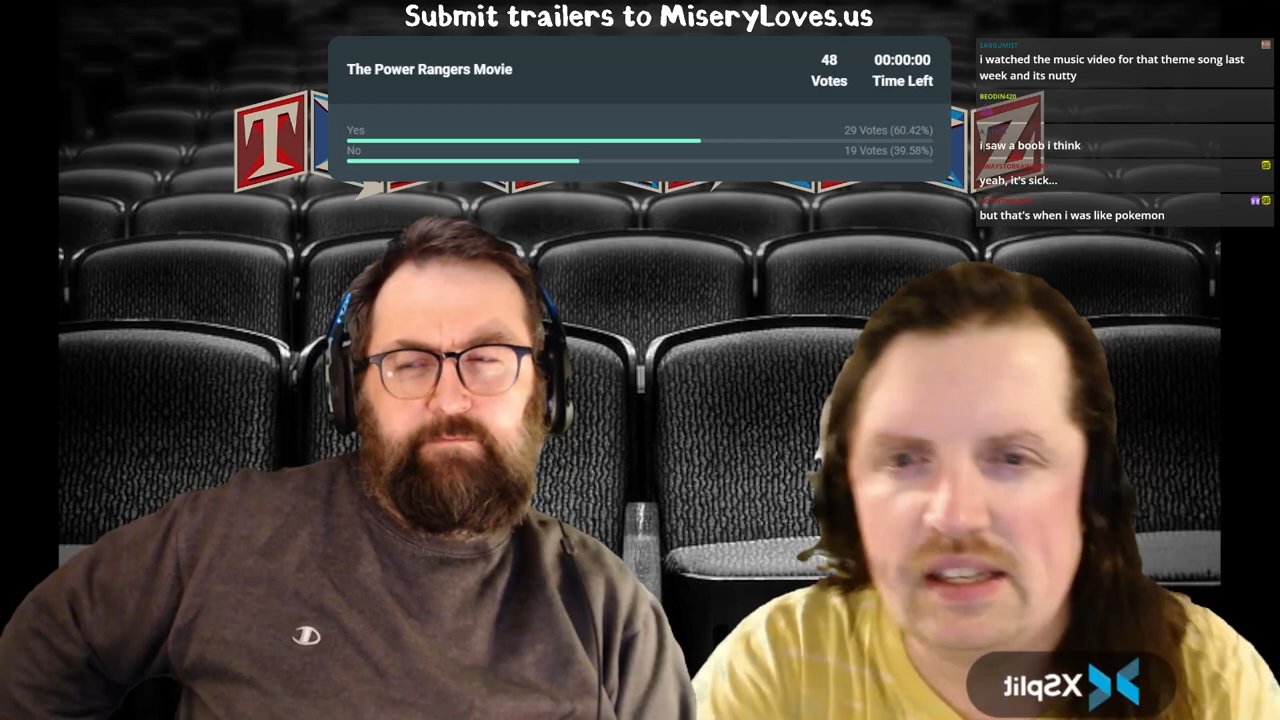 Submit trailers to MiseryLoves.us
The Power Rangers Movie
48
Votes
00:00:00
Time Left
Yes
29 Votes (60.42%)
No
19 Votes (39.58%)
T
Z
SAGGUMIST
i watched the music video for that theme song last
week and its nutty
BEODIN420
i saw a boob i think
yeah, it's sick...
but that's when i was like pokemon
XSplit